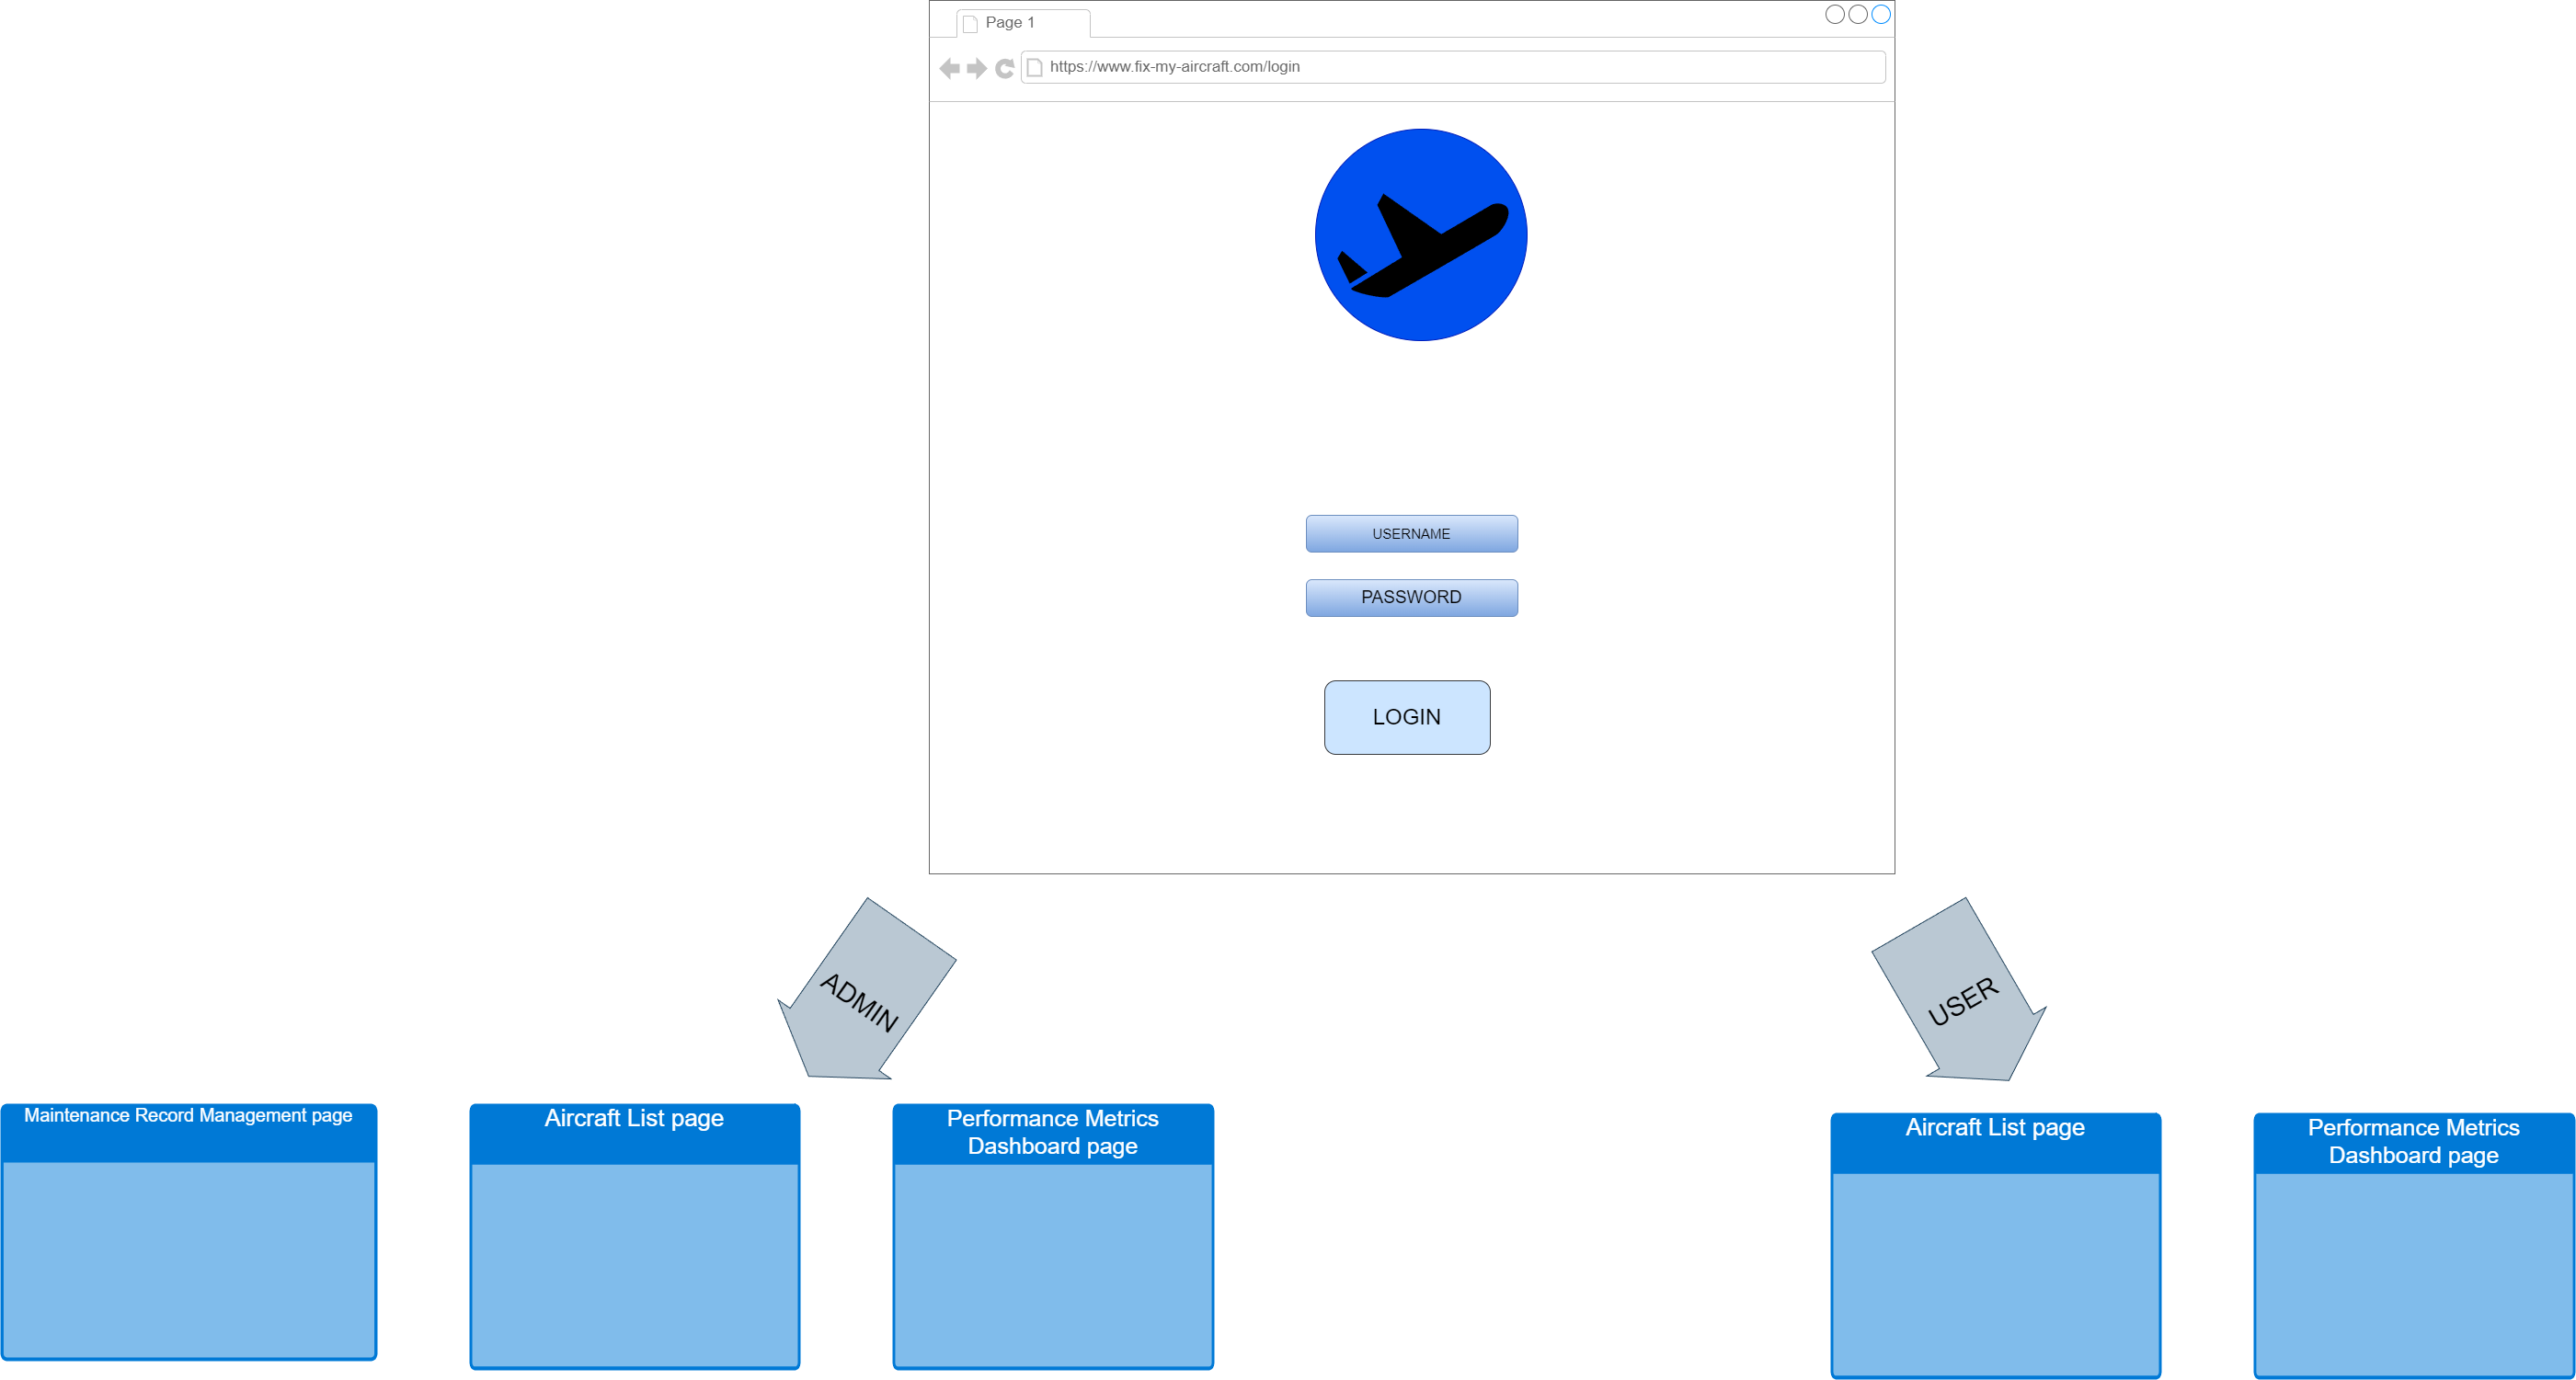 Page 1
https://www.fix-my-aircraft.com/login
USERNAME
PASSWORD
LOGIN
ADMIN
USER
Maintenance Record Management page
Aircraft List page
Performance Metrics
Dashboard page
Aircraft List page
Performance Metrics
Dashboard page